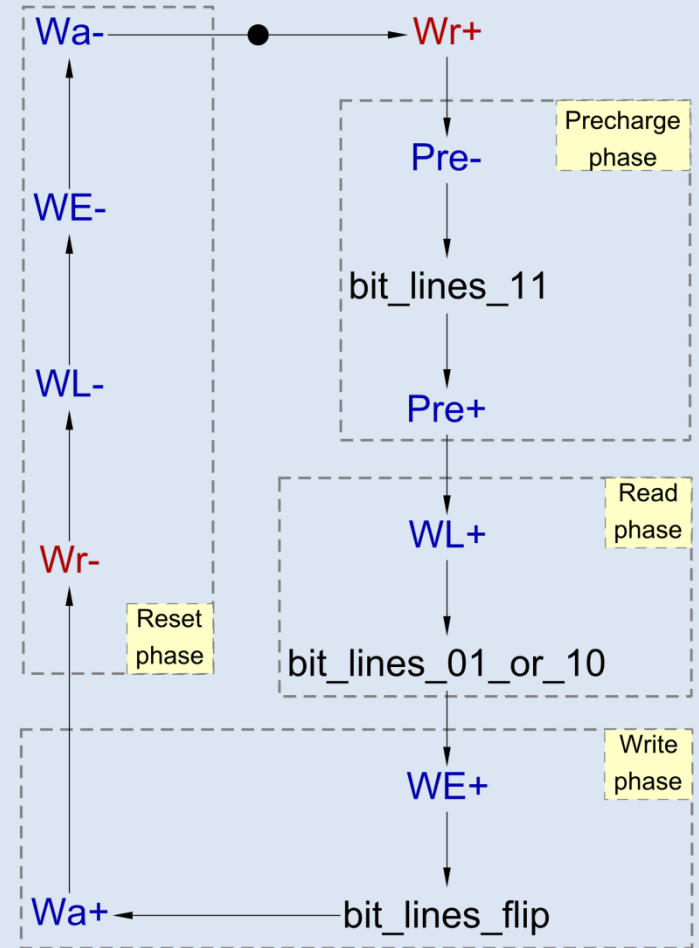 Wa-
Wr+
Precharge
phase
Pre-
WE-
bit_lines_11
WL-
Pre+
Read
phase
WL+
Wr-
Reset
phase
bit_lines_01_or_10
Write
phase
WE+
Wa+
bit_lines_flip